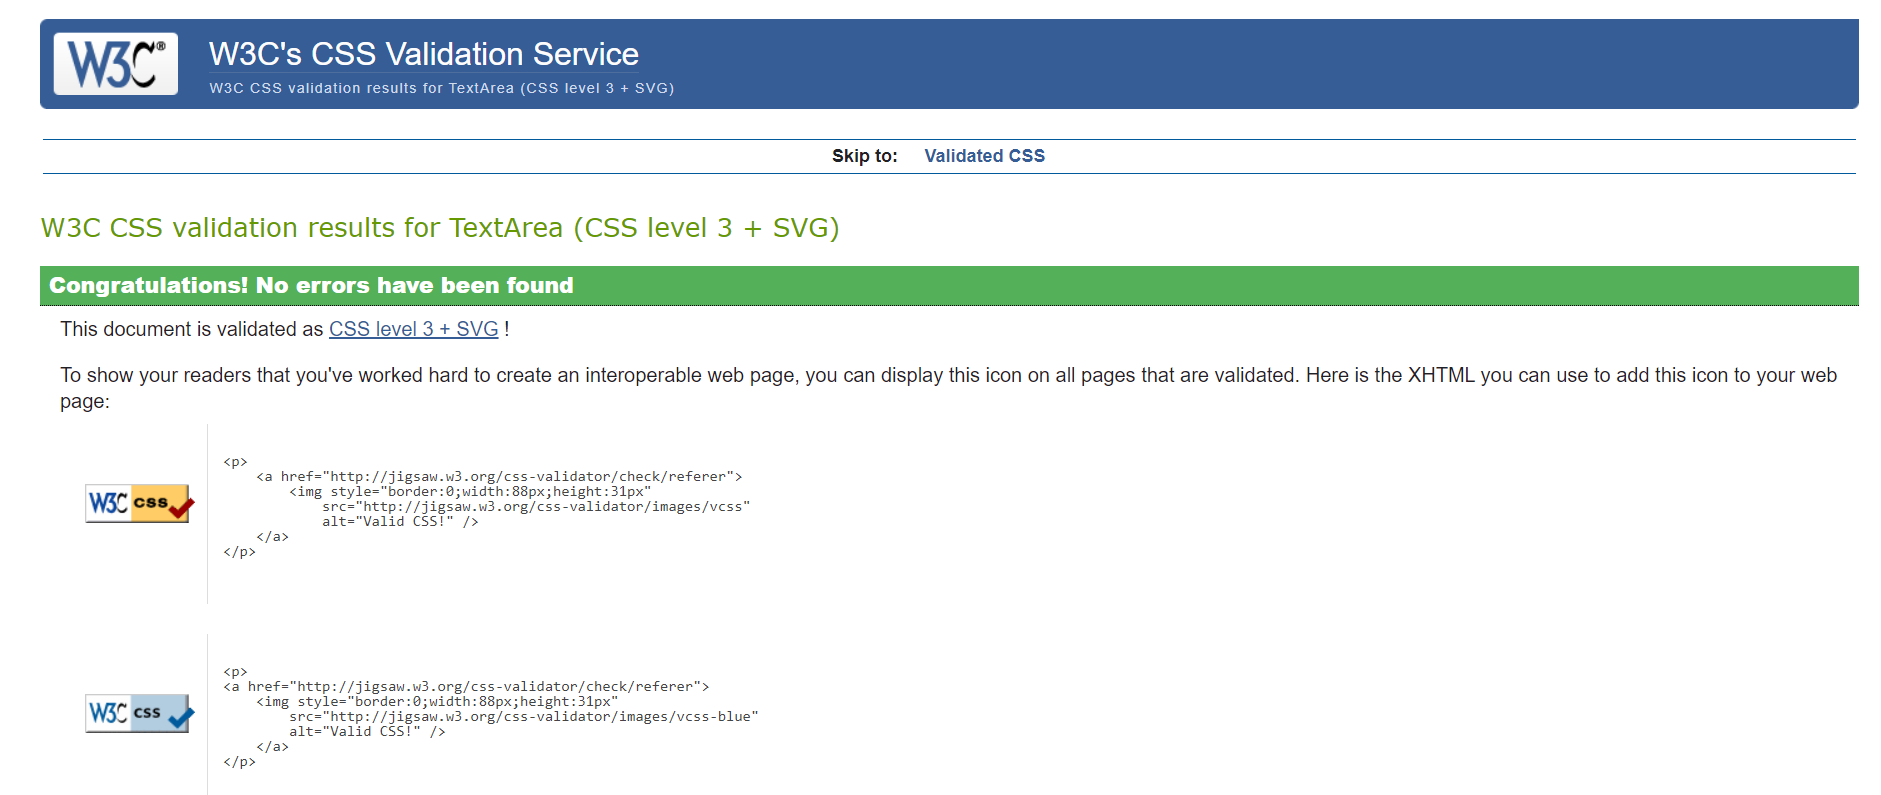 W3C®
W3C's CSS Validation Service
W3C CSS validation results for TextArea (CSS level 3 + SVG)
Skip to: Validated CSS
W3C CSS validation results for TextArea (CSS level 3 + SVG)
Congratulations! No errors have been found
This document is validated as CSS level 3 + SVG !
To show your readers that you've worked hard to create an interoperable web page, you can display this icon on all pages that are validated. Here is the XHTML you can use to add this icon to your web
page:
W3C css
<p>
    <a href="http://jigsaw.w3.org/css-validator/check/referer">
        <img style="border:0;width:88px;height:31px"
            src="http://jigsaw.w3.org/css-validator/images/vcss"
            alt="Valid CSS!" />
    </a>
</p>
W3C css
<p>
<a href="http://jigsaw.w3.org/css-validator/check/referer">
    <img style="border:0;width:88px;height:31px"
        src="http://jigsaw.w3.org/css-validator/images/vcss-blue"
        alt="Valid CSS!" />
    </a>
</p>